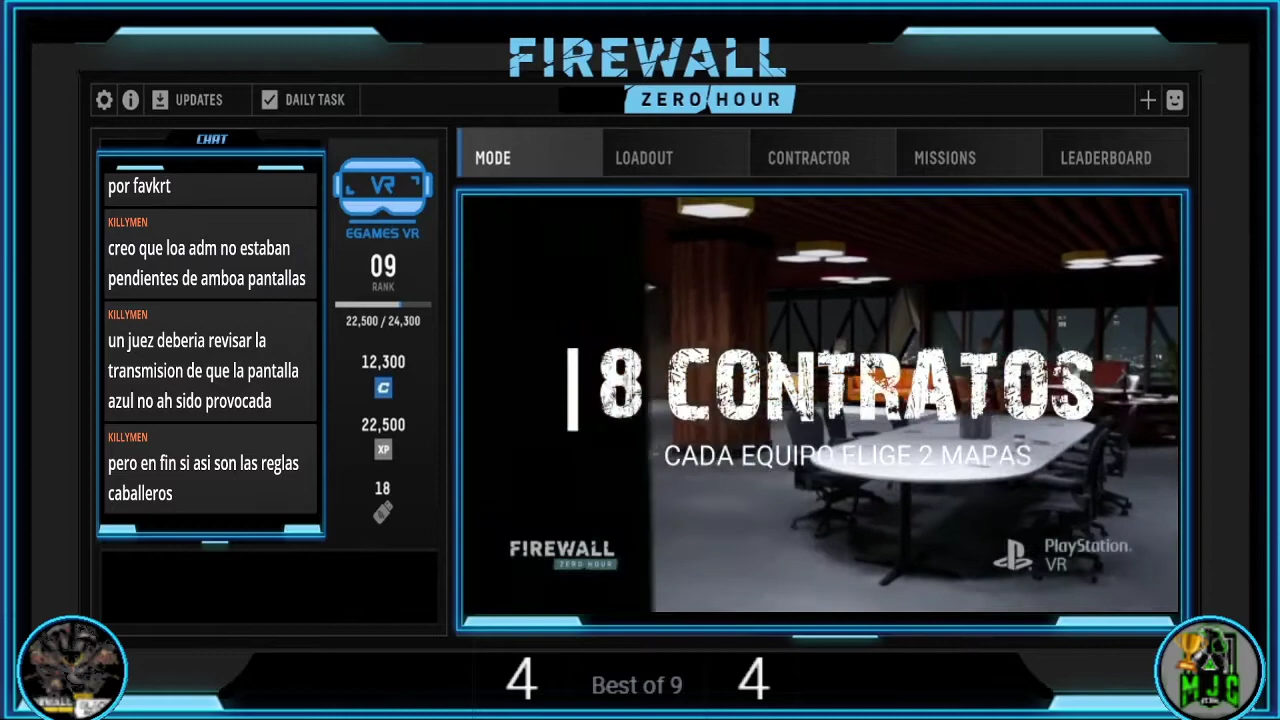 FIREWALL
ZERO HOUR
UPDATES
DAILY TASK
CHAT
por favkrt
KILLYMEN
creo que loa adm no estaban
pendientes de amboa pantallas
KILLYMEN
un juez deberia revisar la
transmision de que la pantalla
azul no ah sido provocada
KILLYMEN
pero en fin si asi son las reglas
caballeros
VR
EGAMES VR
09
RANK
22,500 / 24,300
12,300
C
22,500
XP
18
MODE
LOADOUT
CONTRACTOR
MISSIONS
LEADERBOARD
|8 CONTRATOS
CADA EQUIPO ELIGE 2 MAPAS
FIREWALL
ZERO HOUR
PlayStation.
VR
4
Best of 9
4
MJC